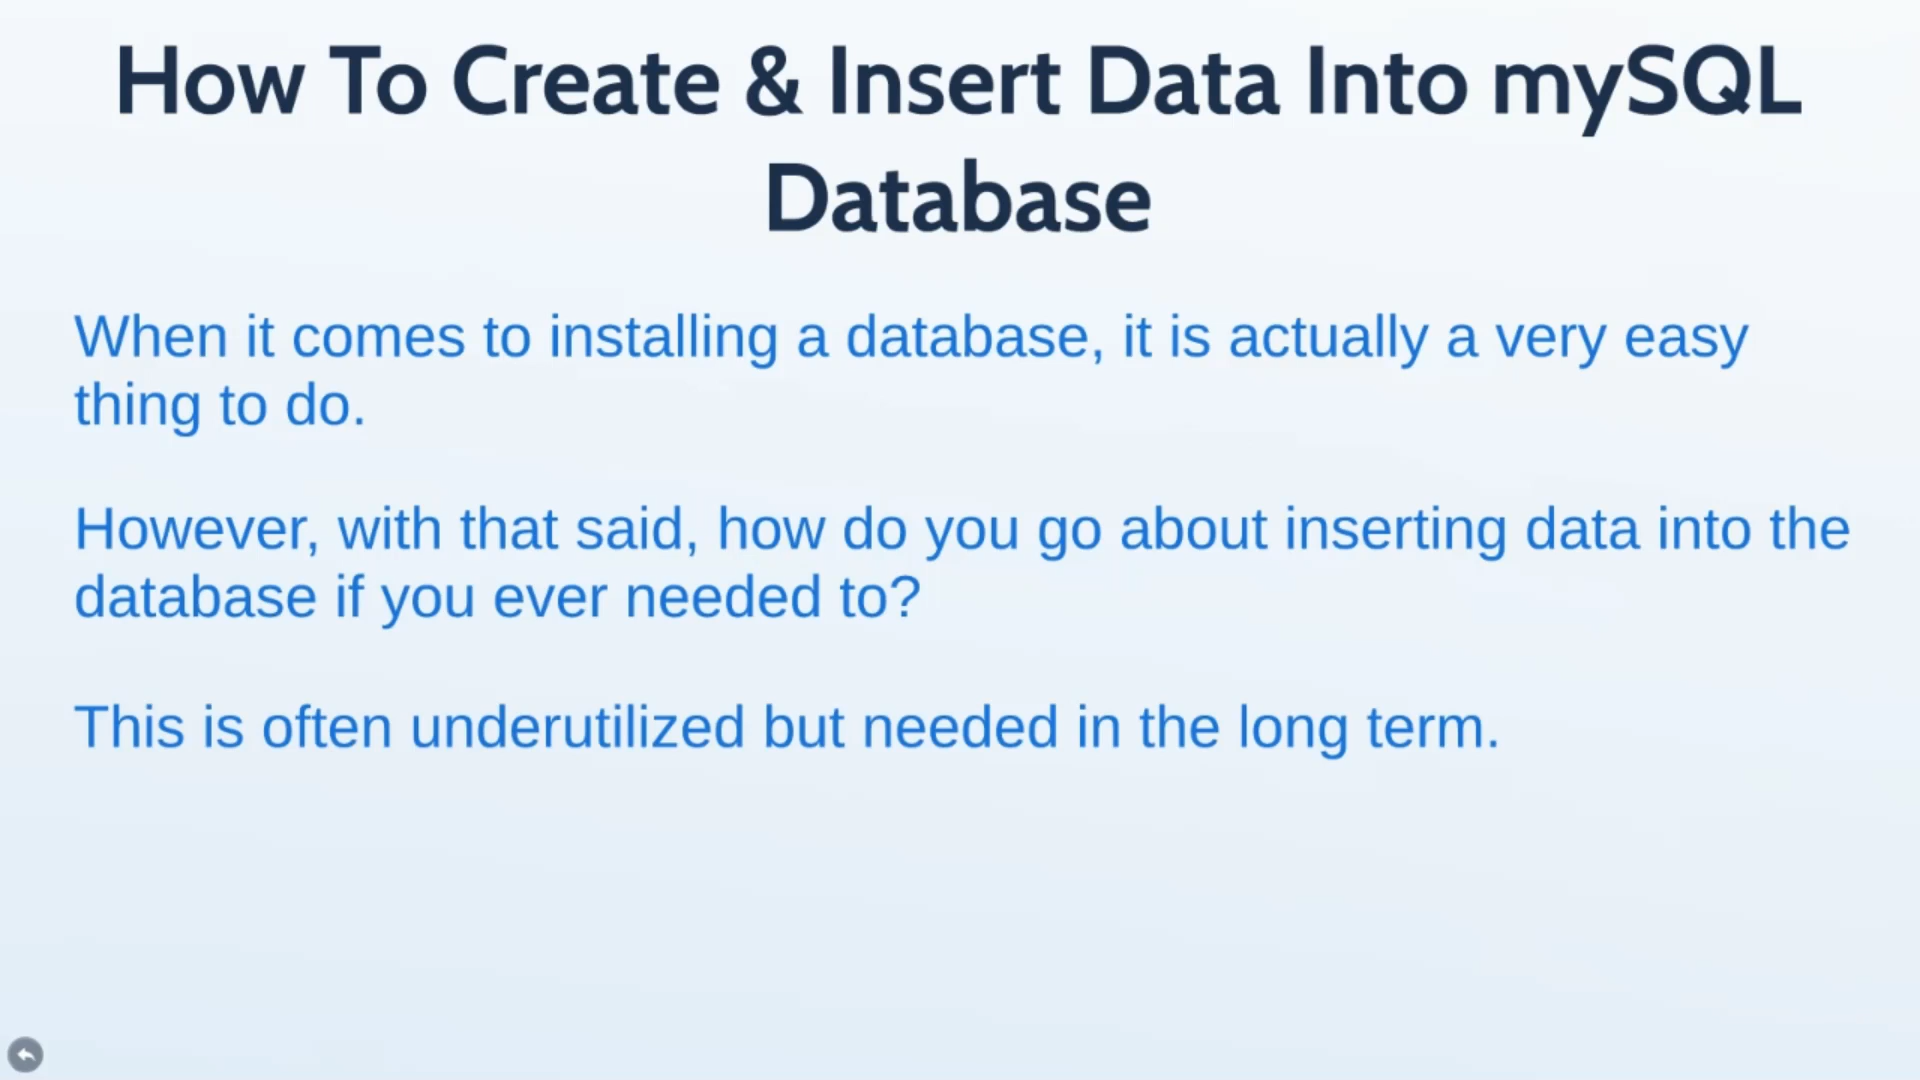 How To Create & Insert Data Into mySQL
Database
When it comes to installing a database, it is actually a very easy
thing to do.
However, with that said, how do you go about inserting data into the
database if you ever needed to?
This is often underutilized but needed in the long term.